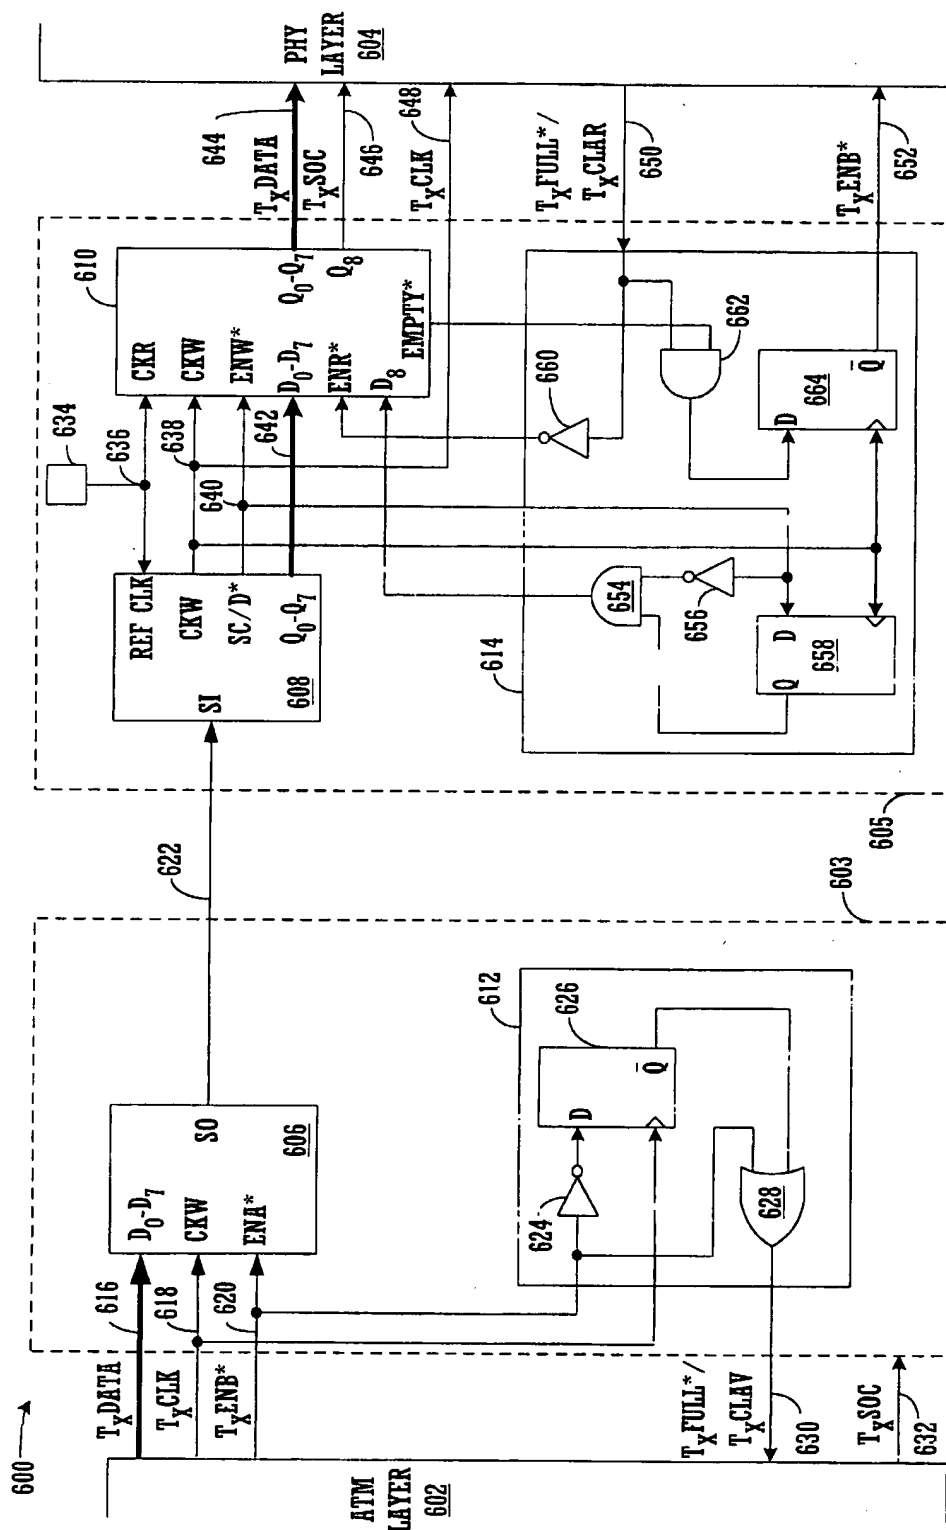 600
ATM
LAYER
602
TXDATA
616
TXCLK
618
TXENB*
620
D0-D7
CKW
ENA*
SO
606
622
603
605
612
624
626
D
Q̅
628
TXFULL*/
TXCLAV
630
TXSOC
632
SI
608
REF CLK
CKW
SC/D*
Q0-Q7
634
636
638
640
642
610
CKR
CKW
ENW*
D0-D7
ENR*
D8
Q0-Q7
Q8
EMPTY*
614
654
656
658
D
Q
660
662
664
D
Q̅
644
TXDATA
TXSOC
646
TXCLK
648
TXFULL*/
TXCLAR
650
TXENB*
652
PHY
LAYER
604